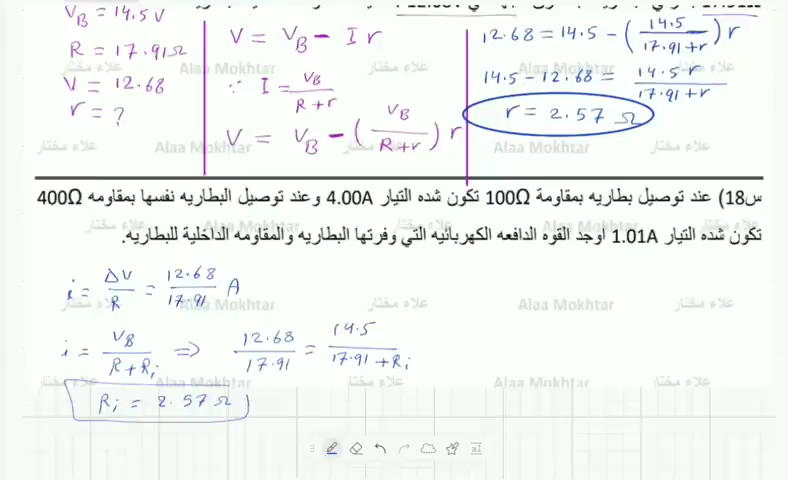 V_B = 14.5 V
R = 17.91 Ω
V = 12.68
r = ?
V = V_B - I r
∵ I = V_B / (R + r)
V = V_B - (V_B / (R + r)) r
12.68 = 14.5 - (14.5 / (17.91 + r)) r
14.5 - 12.68 = 14.5 r / (17.91 + r)
r = 2.57 Ω
س18) عند توصيل بطاريه بمقاومة 100Ω تكون شده التيار 4.00A وعند توصيل البطاريه نفسها بمقاومه 400Ω
تكون شده التيار 1.01A اوجد القوه الدافعه الكهربائيه التي وفرتها البطاريه والمقاومه الداخلية للبطاريه.
i = ΔV / R = 12.68 / 17.91 A
i = V_B / (R + R_i) ⇒ 12.68 / 17.91 = 14.5 / (17.91 + R_i)
R_i = 2.57 Ω
علاء مختار Alaa Mokhtar